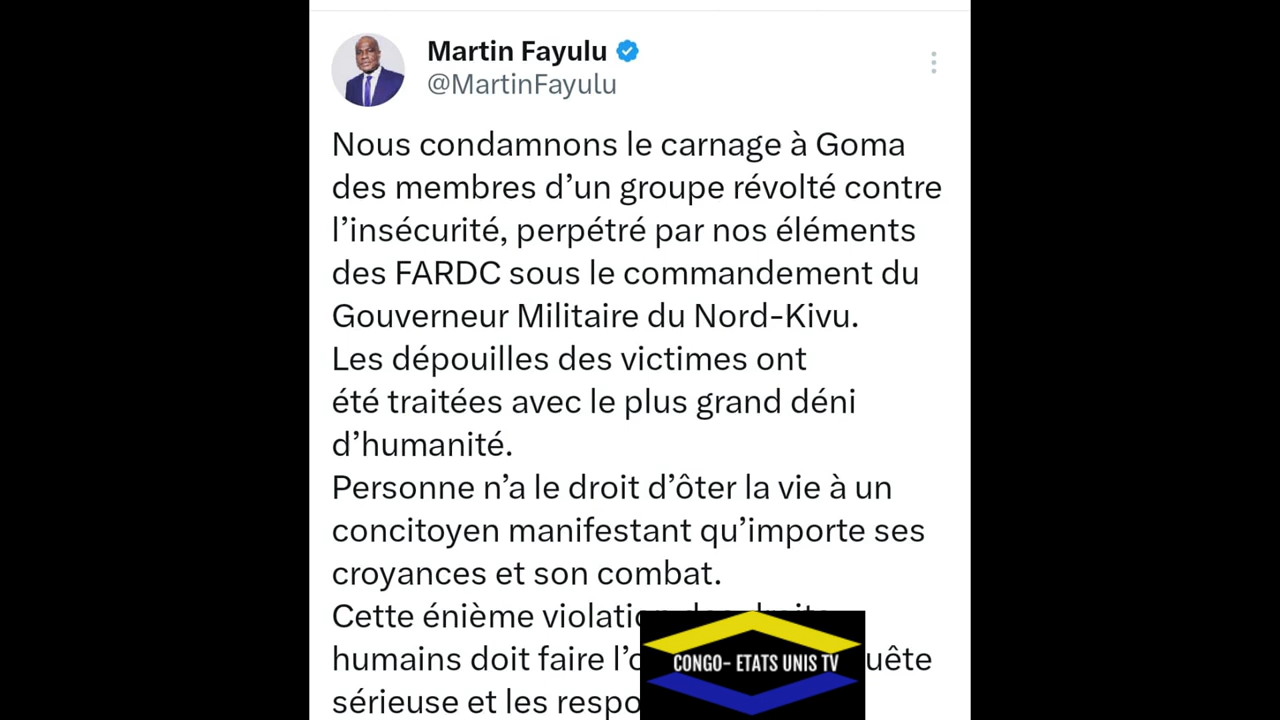 Martin Fayulu
@MartinFayulu
Nous condamnons le carnage à Goma
des membres d’un groupe révolté contre
l’insécurité, perpétré par nos éléments
des FARDC sous le commandement du
Gouverneur Militaire du Nord-Kivu.
Les dépouilles des victimes ont
été traitées avec le plus grand déni
d’humanité.
Personne n’a le droit d’ôter la vie à un
concitoyen manifestant qu’importe ses
croyances et son combat.
Cette énième
humains doit faire
sérieuse et les
CONGO- ETATS UNIS TV